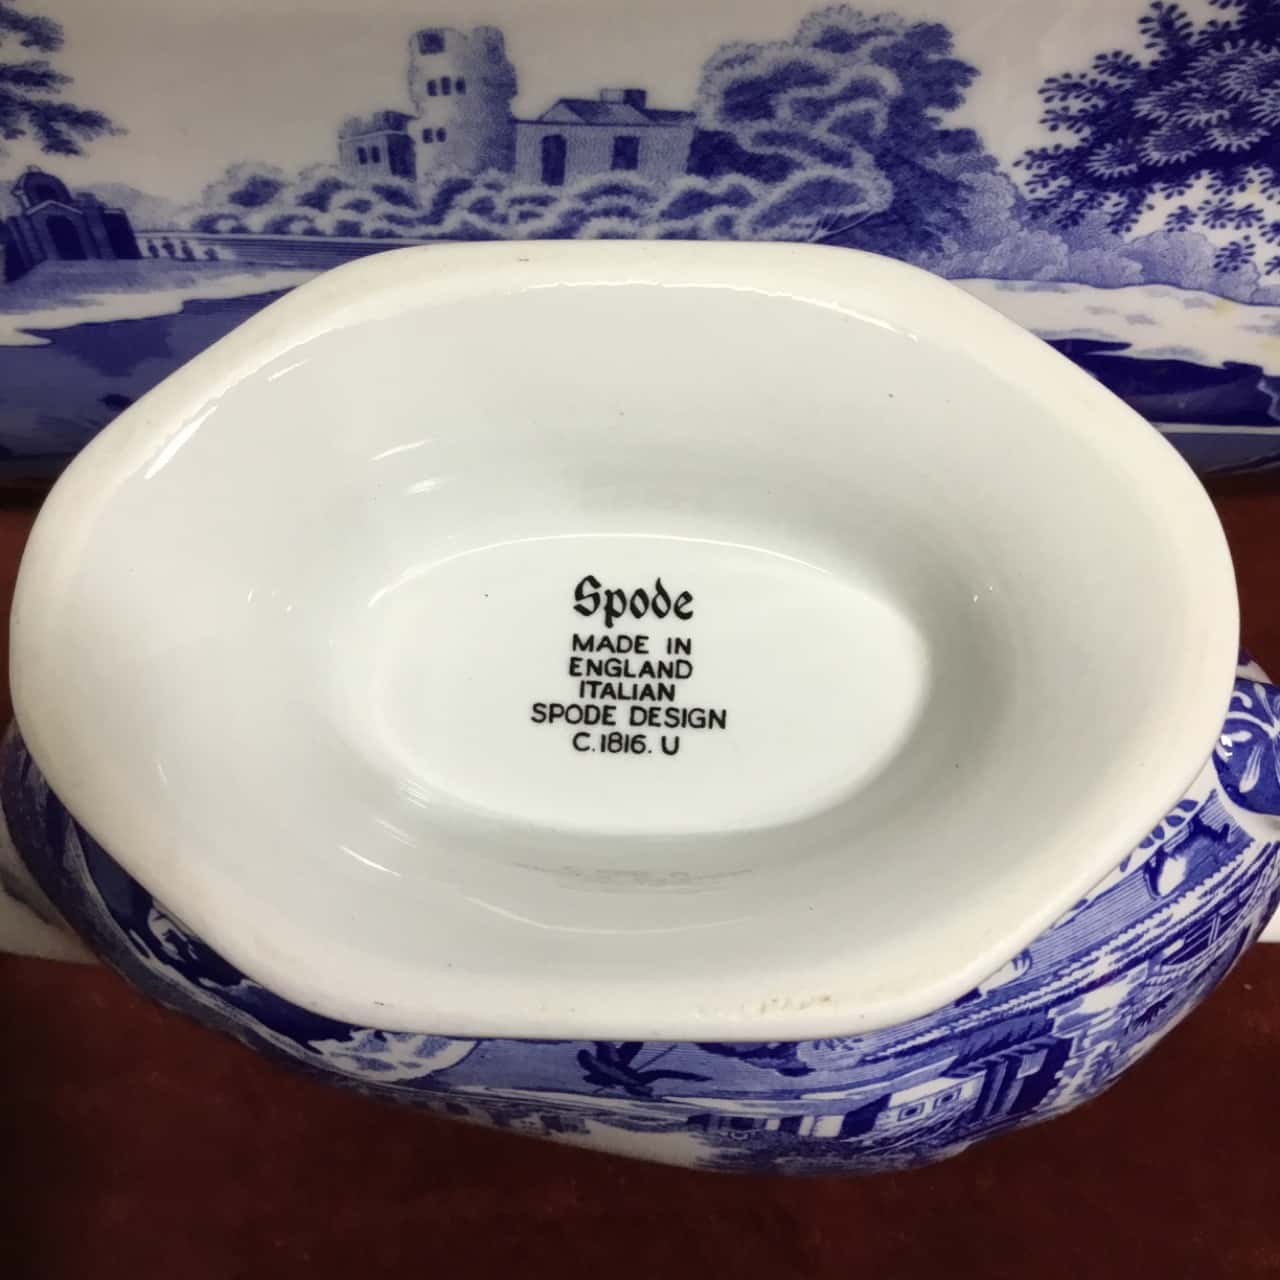 Spode
MADE IN
ENGLAND
ITALIAN
SPODE DESIGN
C.1816. U